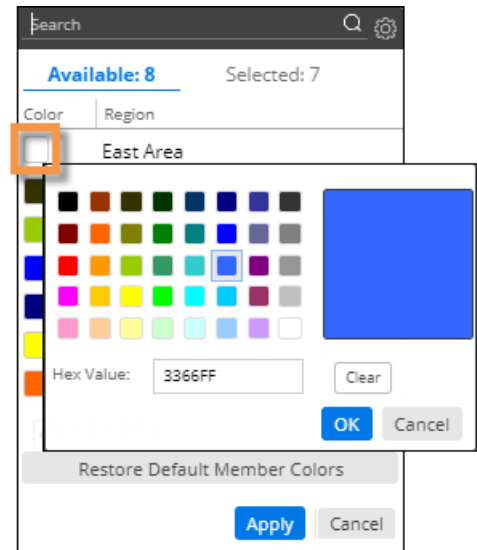 Search
Available: 8 Selected: 7
Color Region
East Area
Hex Value: 3366FF Clear
OK Cancel
Restore Default Member Colors
Apply Cancel